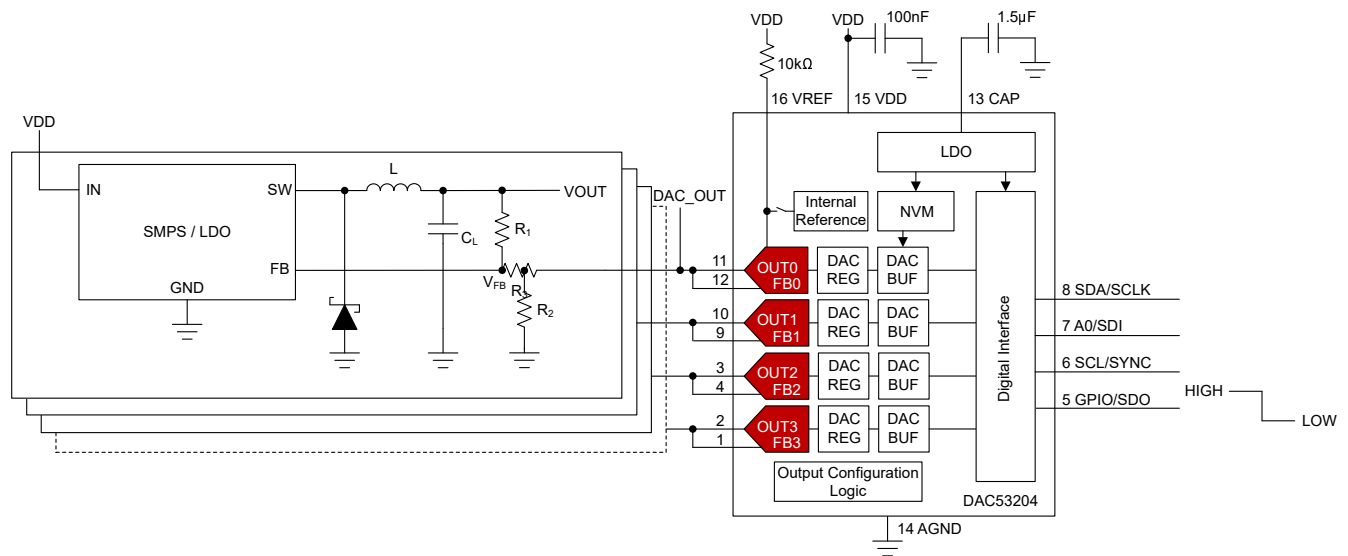 VDD
IN
SMPS / LDO
SW
FB
GND
L
VOUT
CL
R1
VFB
R3
R2
DAC_OUT
VDD
10kΩ
VDD
100nF
1.5µF
16 VREF
15 VDD
13 CAP
LDO
Internal
Reference
NVM
11
12
OUT0
FB0
DAC
REG
DAC
BUF
10
9
OUT1
FB1
DAC
REG
DAC
BUF
3
4
OUT2
FB2
DAC
REG
DAC
BUF
2
1
OUT3
FB3
DAC
REG
DAC
BUF
Digital Interface
8 SDA/SCLK
7 A0/SDI
6 SCL/SYNC
5 GPIO/SDO
HIGH
LOW
Output Configuration
Logic
DAC53204
14 AGND